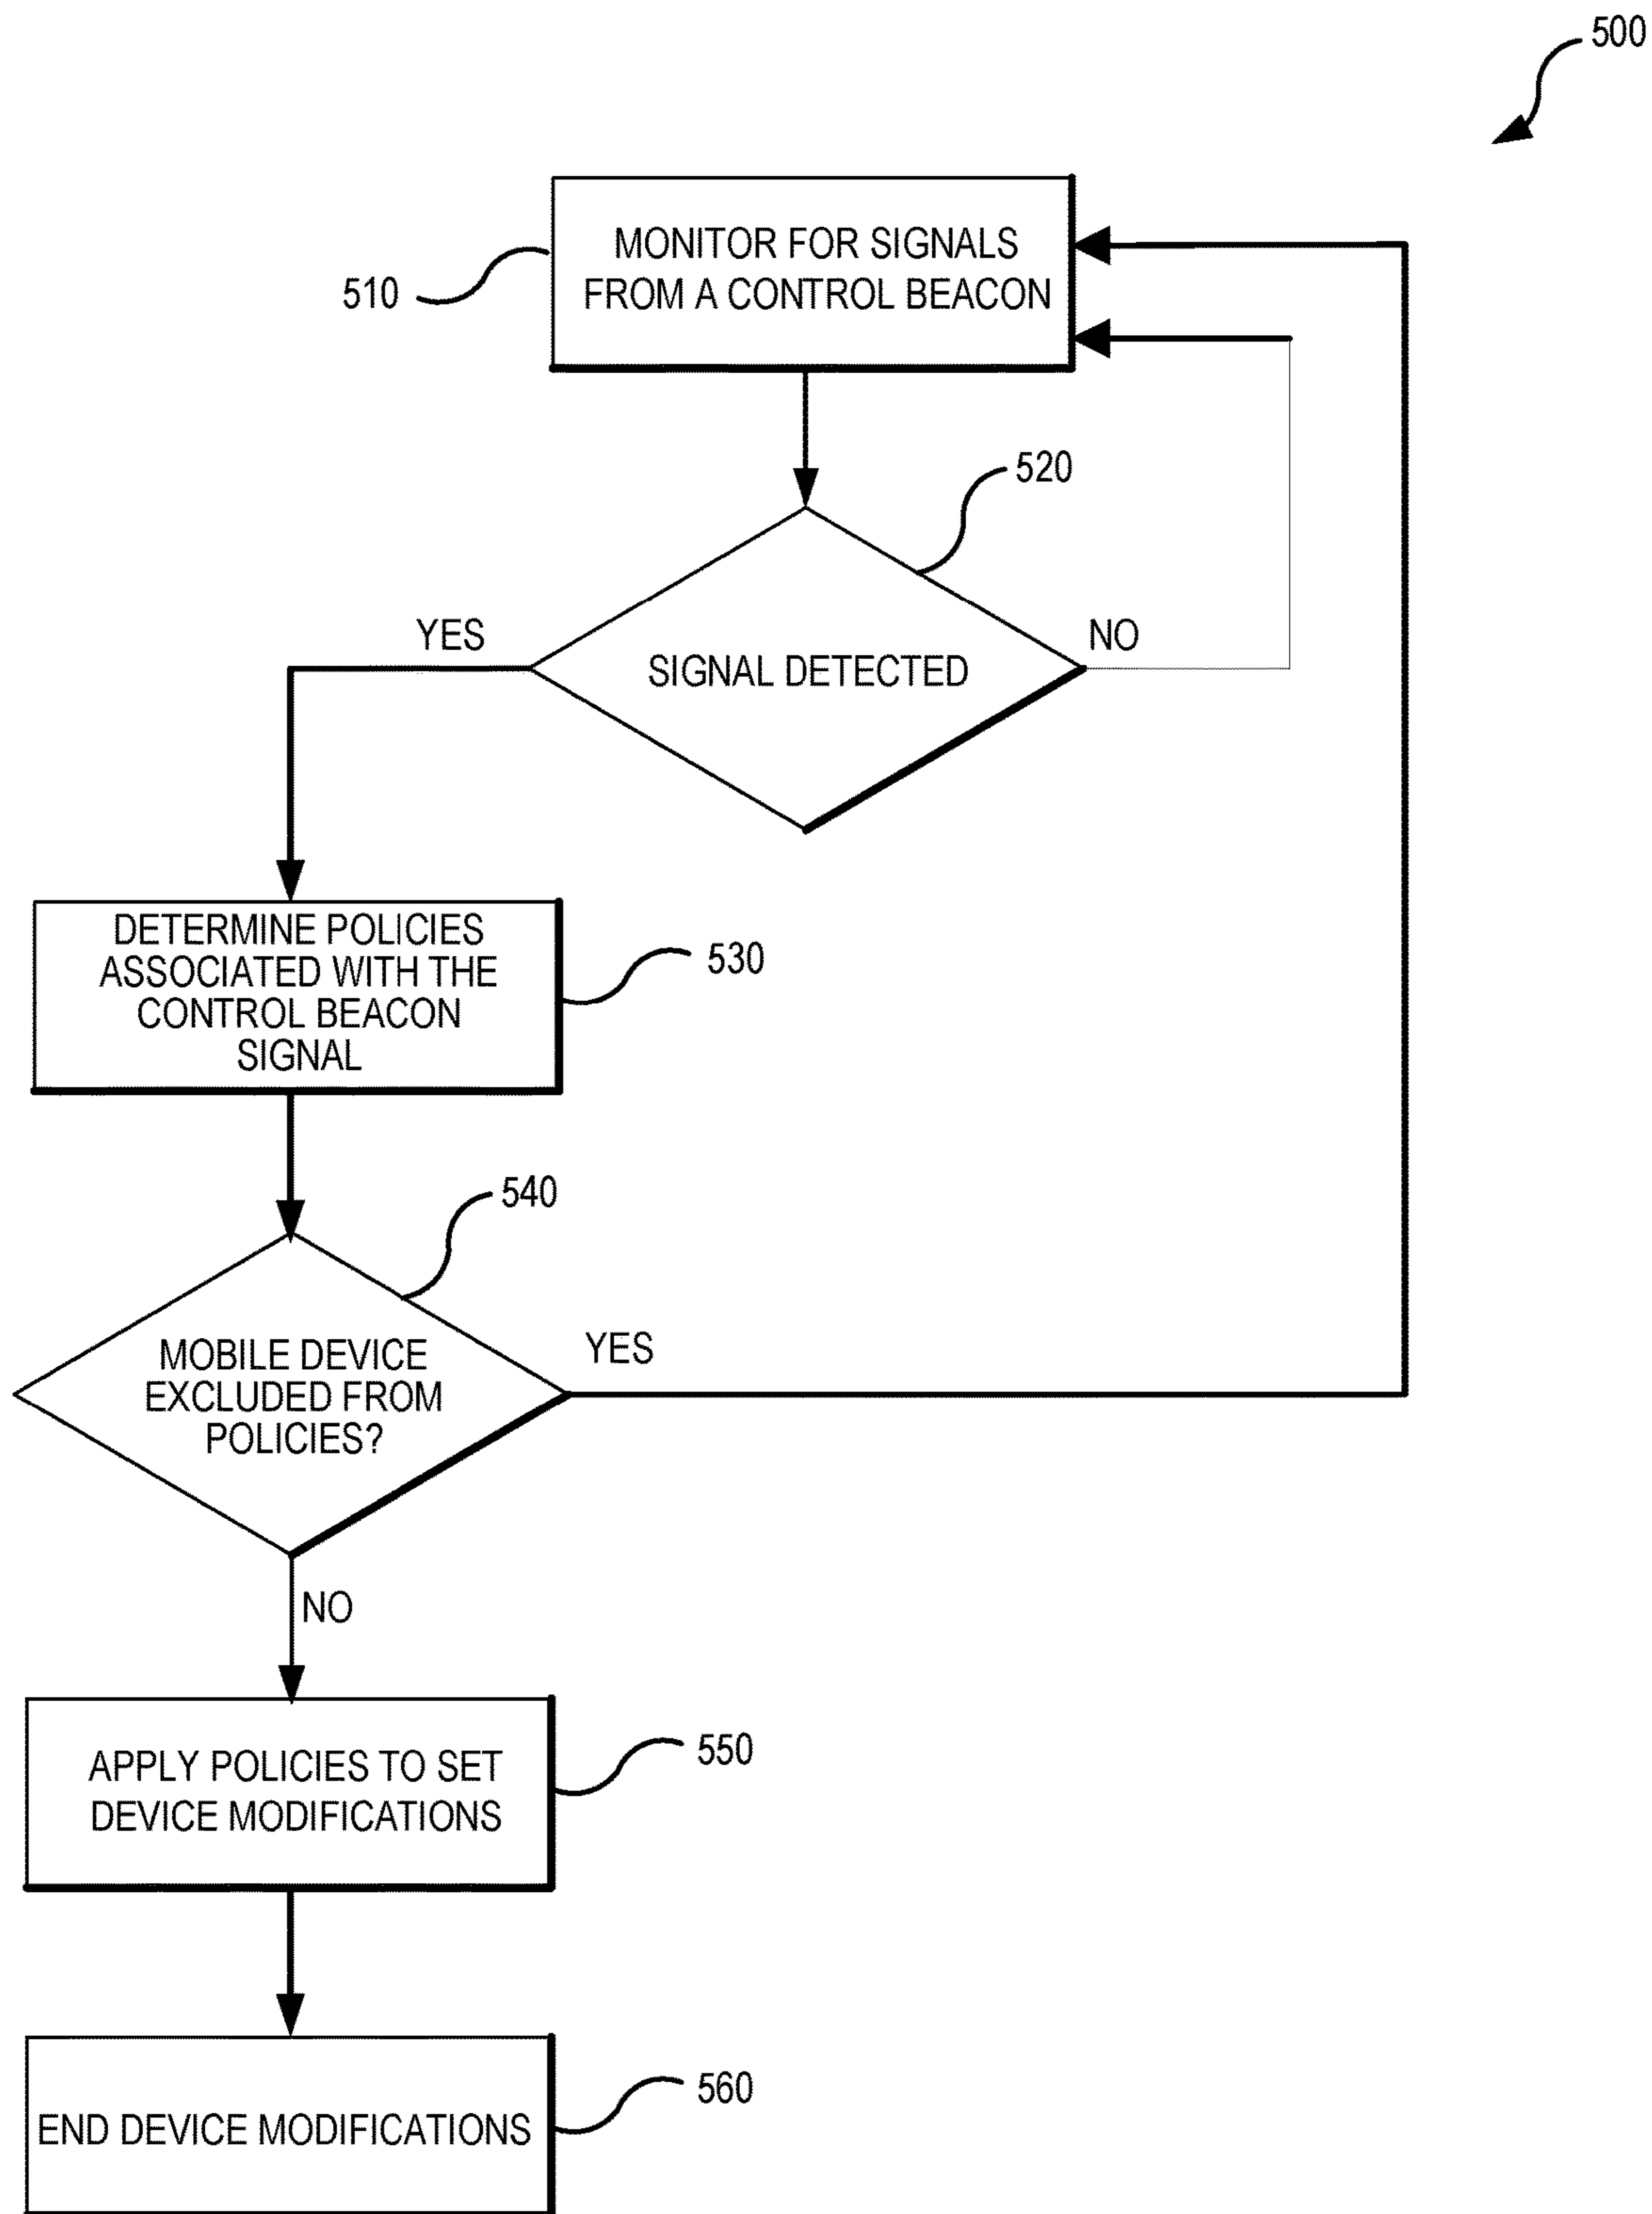 500
MONITOR FOR SIGNALS
FROM A CONTROL BEACON
510
520
YES
NO
SIGNAL DETECTED
DETERMINE POLICIES
ASSOCIATED WITH THE
CONTROL BEACON
SIGNAL
530
540
MOBILE DEVICE
EXCLUDED FROM
POLICIES?
YES
NO
APPLY POLICIES TO SET
DEVICE MODIFICATIONS
550
END DEVICE MODIFICATIONS
560